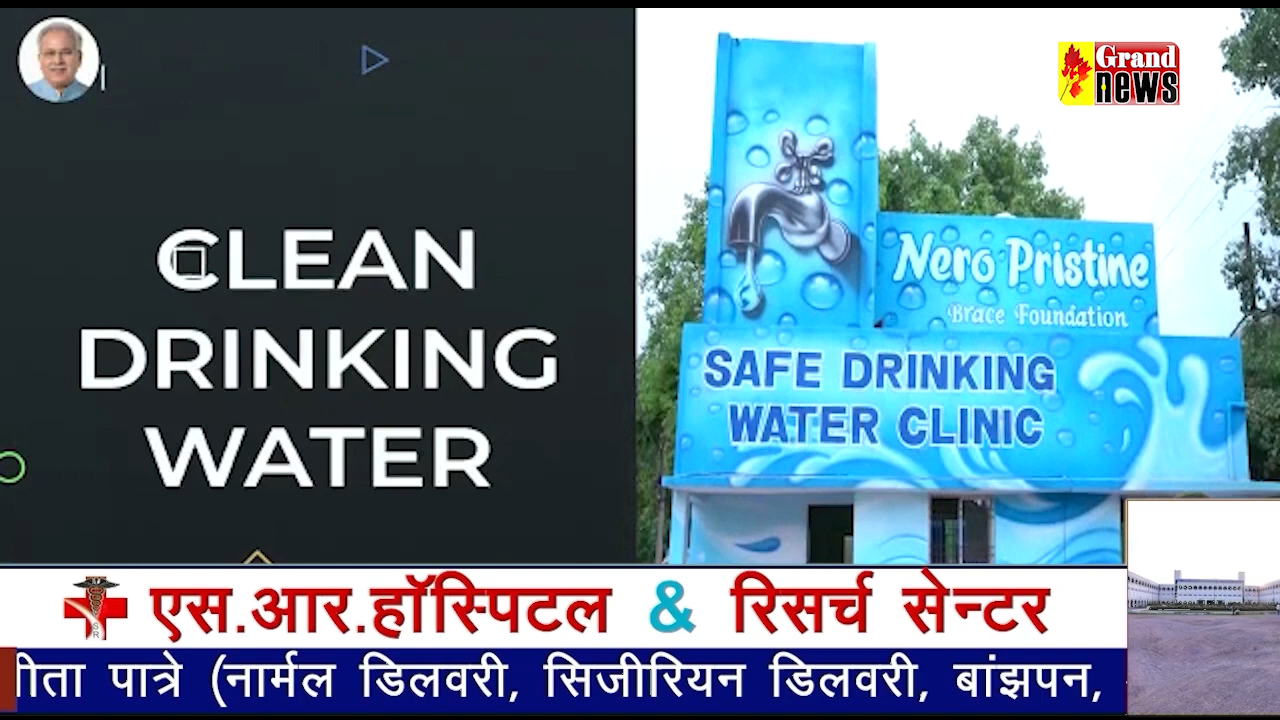 CLEAN
DRINKING
WATER
Grand
news
Nero Pristine
Brace Foundation
SAFE DRINKING
WATER CLINIC
एस.आर.हॉस्पिटल & रिसर्च सेन्टर
पात्रे (नार्मल डिलवरी, सिजीरियन डिलवरी, बांझपन,